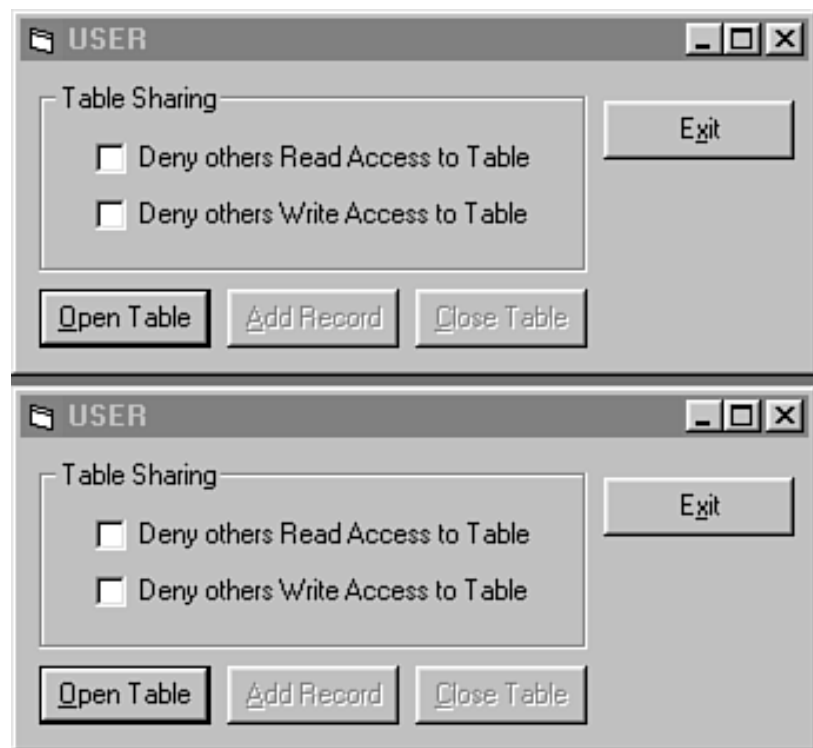 USER
Table Sharing
Exit
Deny others Read Access to Table
Deny others Write Access to Table
Open Table Add Record Close Table
USER
Table Sharing
Exit
Deny others Read Access to Table
Deny others Write Access to Table
Open Table Add Record Close Table